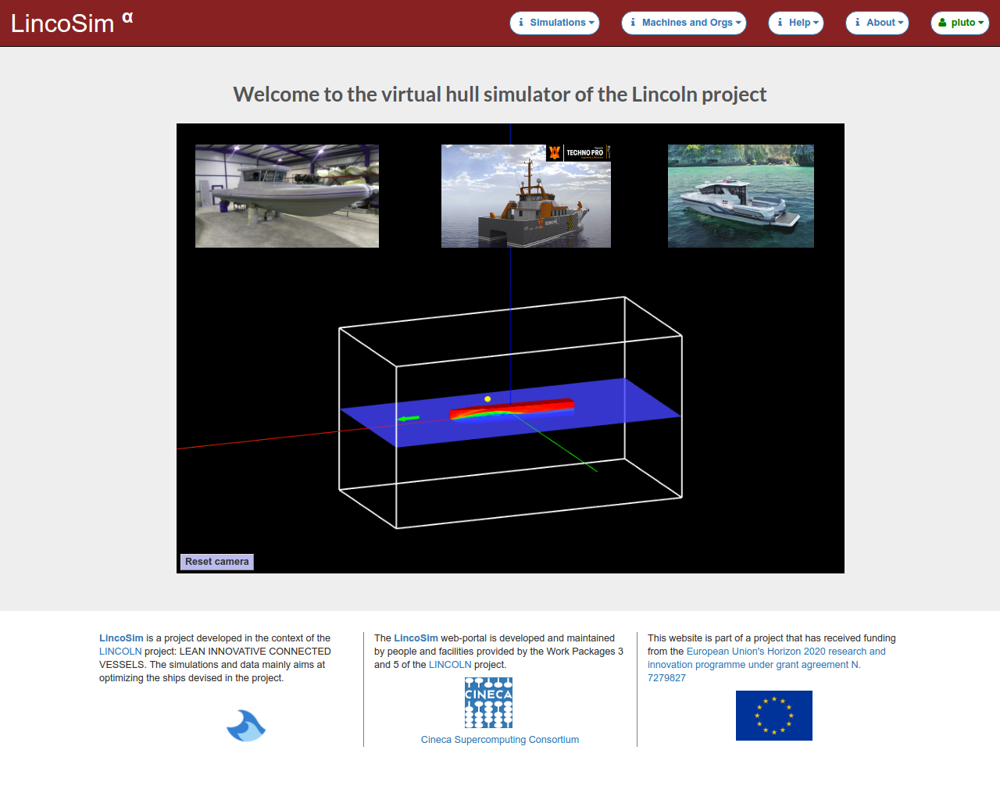 LincoSim α
Simulations
Machines and Orgs
Help
About
pluto
Welcome to the virtual hull simulator of the Lincoln project
TECHNO PRO
Reset camera
LincoSim is a project developed in the context of the
LINCOLN project: LEAN INNOVATIVE CONNECTED
VESSELS. The simulations and data mainly aims at
optimizing the ships devised in the project.
The LincoSim web-portal is developed and maintained
by people and facilities provided by the Work Packages 3
and 5 of the LINCOLN project.
CINECA
Cineca Supercomputing Consortium
This website is part of a project that has received funding
from the European Union's Horizon 2020 research and
innovation programme under grant agreement N.
7279827